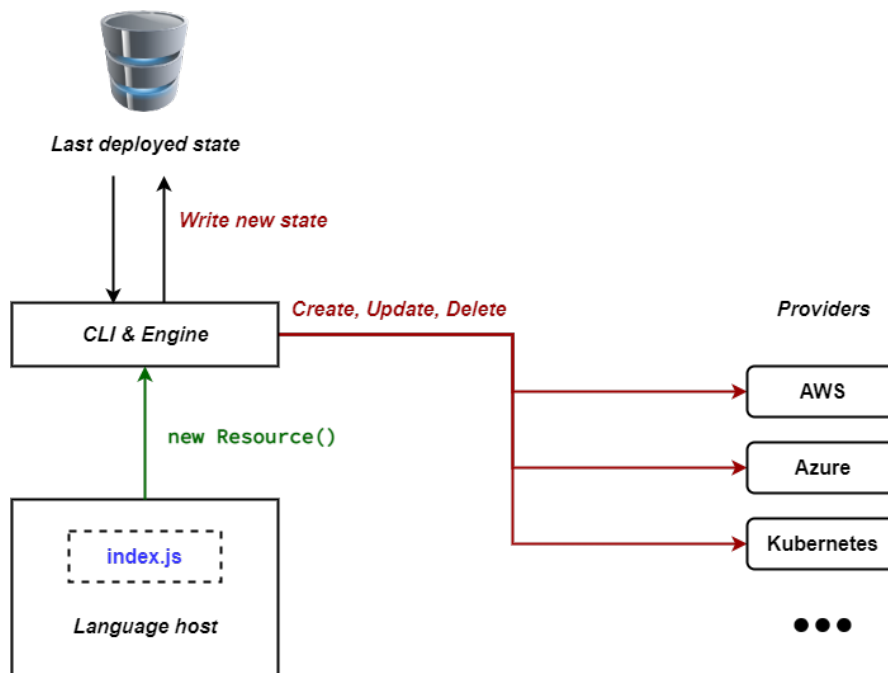 Last deployed state
Write new state
CLI & Engine
Create, Update, Delete
Providers
AWS
new Resource()
Azure
index.js
Kubernetes
Language host